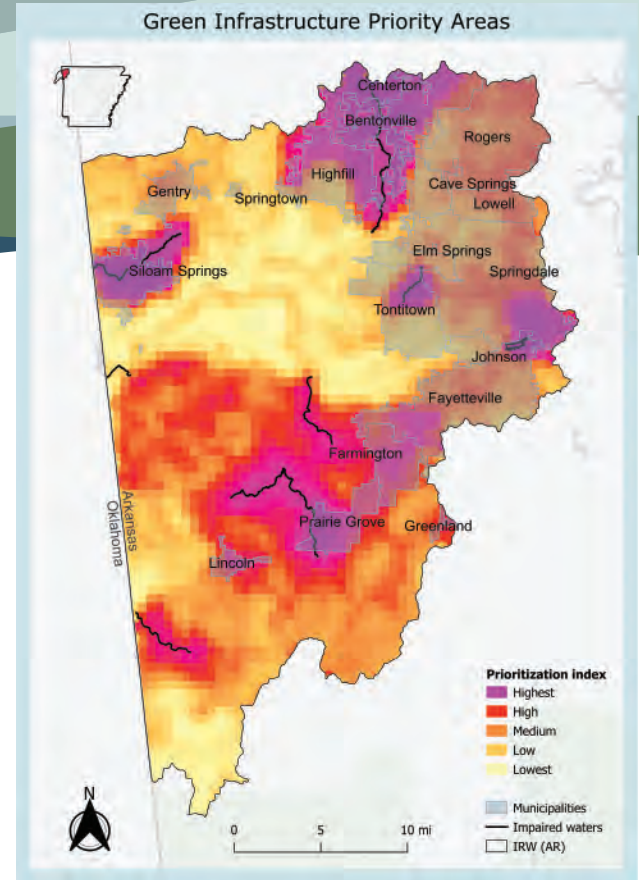 Green Infrastructure Priority Areas
Centerton
Bentonville
Rogers
Highfill
Cave Springs
Gentry
Springtown
Lowell
Elm Springs
Siloam Springs
Springdale
Tontitown
Johnson
Fayetteville
Farmington
Arkansas
Oklahoma
Prairie Grove
Greenland
Lincoln
Prioritization index
Highest
High
Medium
Low
Lowest
Municipalities
Impaired waters
IRW (AR)
N
0 5 10 mi